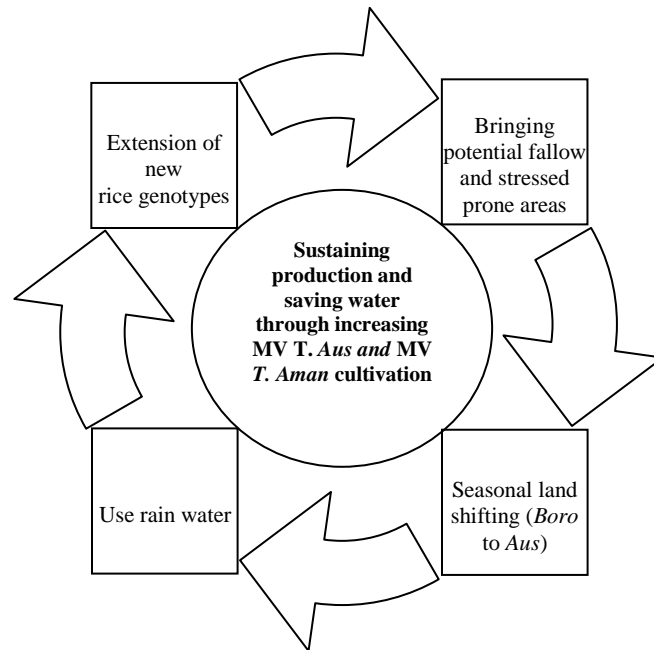 Extension of
new
rice genotypes
Bringing
potential fallow
and stressed
prone areas
Sustaining
production and
saving water
through increasing
MV T. Aus and MV
T. Aman cultivation
Use rain water
Seasonal land
shifting (Boro
to Aus)